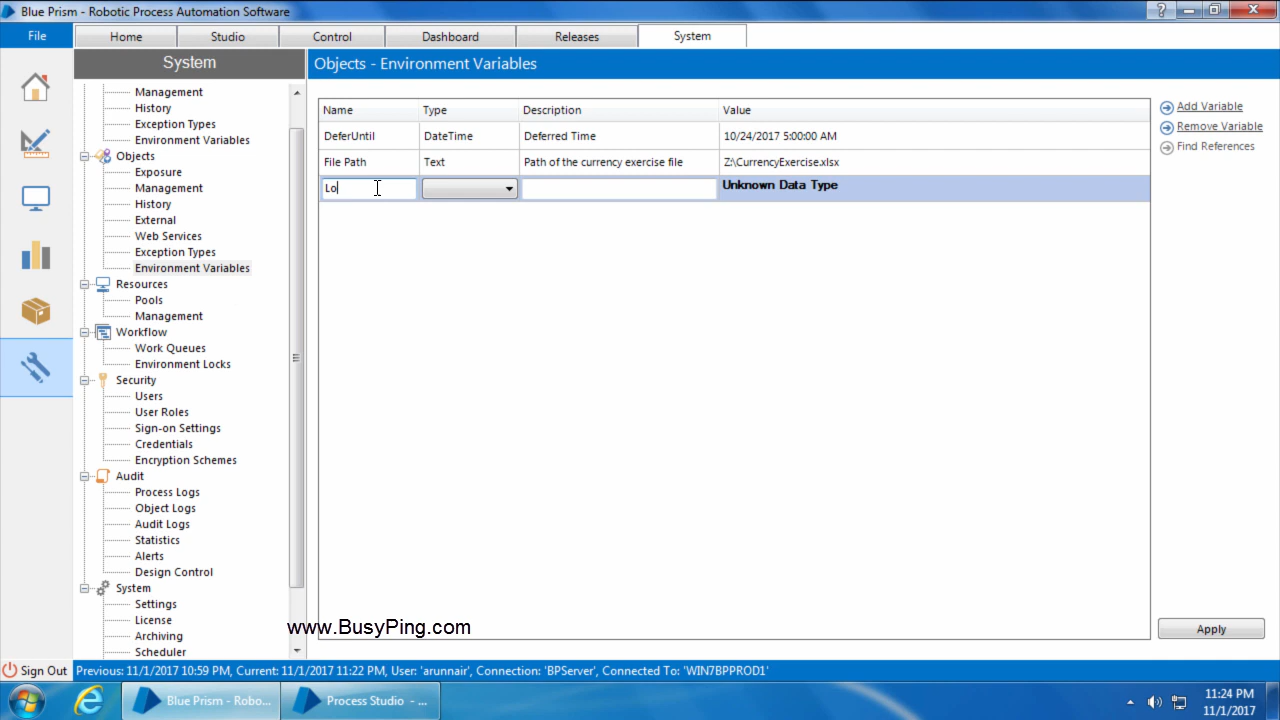 Blue Prism - Robotic Process Automation Software
?
File
Home
Studio
Control
Dashboard
Releases
System
System
Objects - Environment Variables
Management
History
Exception Types
Environment Variables
Objects
Exposure
Management
History
External
Web Services
Exception Types
Environment Variables
Resources
Pools
Management
Workflow
Work Queues
Environment Locks
Security
Users
User Roles
Sign-on Settings
Credentials
Encryption Schemes
Audit
Process Logs
Object Logs
Audit Logs
Statistics
Alerts
Design Control
System
Settings
License
Archiving
Scheduler
Name Type Description Value
DeferUntil DateTime Deferred Time 10/24/2017 5:00:00 AM
File Path Text Path of the currency exercise file Z:\CurrencyExercise.xlsx
Lo Unknown Data Type
Add Variable
Remove Variable
Find References
www.BusyPing.com
Apply
Sign Out
Previous: 11/1/2017 10:59 PM, Current: 11/1/2017 11:22 PM, User: 'arunnair', Connection: 'BPServer', Connected To: 'WIN7BPPROD1'
Blue Prism - Robo...
Process Studio - ...
11:24 PM
11/1/2017